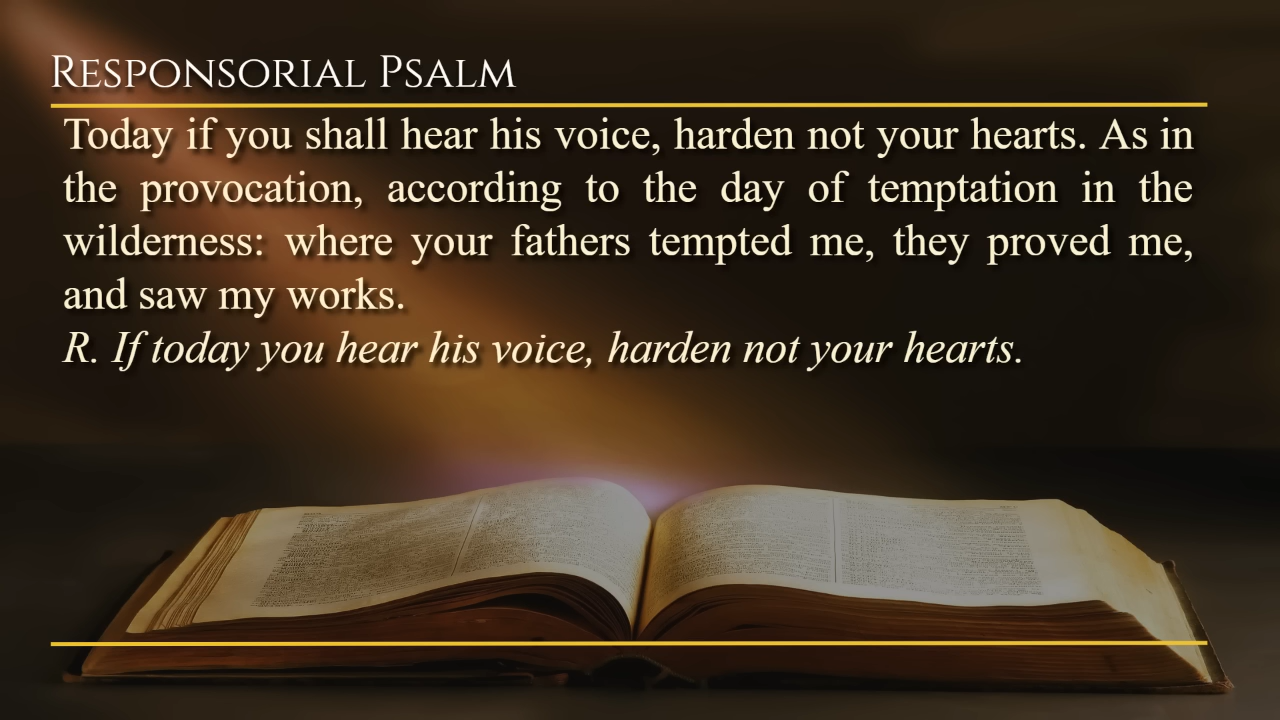 Responsorial Psalm
Today if you shall hear his voice, harden not your hearts. As in
the provocation, according to the day of temptation in the
wilderness: where your fathers tempted me, they proved me,
and saw my works.
R. If today you hear his voice, harden not your hearts.